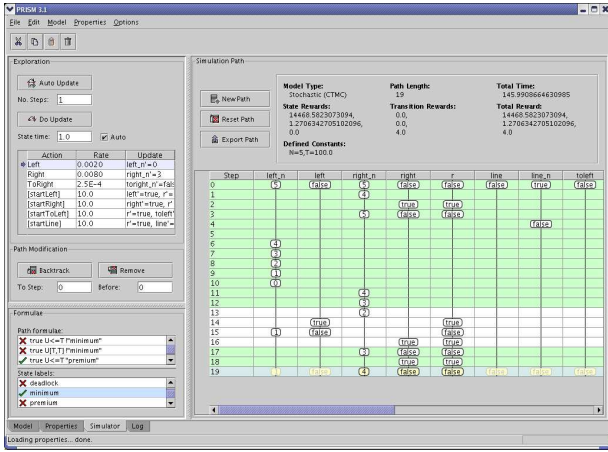 PRISM 3.1
File Edit Model Properties Options
Exploration
Auto Update
No. Steps: 1
Do Update
State time: 1.0 Auto
Action Rate Update
Left 0.0020 left_n'=0
Right 0.0080 right_n'=3
ToRight 2.5E-4 toright_n'=fals
[startLeft] 10.0 left'=true, r'=
[startRight] 10.0 right'=true, r'
[startToLeft] 10.0 r'=true, toleft'
[startLine] 10.0 r'=true, line'=
Path Modification
Backtrack Remove
To Step: 0 Before: 0
Formulae
Path formulae:
true U<=T !"minimum"
true U[T,T] !"minimum"
true U<=T "premium"
State labels:
deadlock
minimum
premium
Simulation Path
New Path
Reset Path
Export Path
Model Type:
Stochastic (CTMC)
Path Length:
19
Total Time:
145.9908664630985
State Rewards:
14468.5823073094,
1.2706342705102096,
0.0
Transition Rewards:
0.0,
0.0,
4.0
Total Reward:
14468.5823073094,
1.2706342705102096,
4.0
Defined Constants:
N=5,T=100.0
Step left_n left right_n right r line line_n toleft
0 5 false 5 false false false true false
1 4
2 true true
3 5 false false
4 false
5
6 4
7 3
8 2
9 1
10 0
11 4
12 3
13 2
14 true true
15 1 false false
16 true true
17 3 false false
18 true true
19 1 false 4 false false false false false
Model Properties Simulator Log
Loading properties... done.